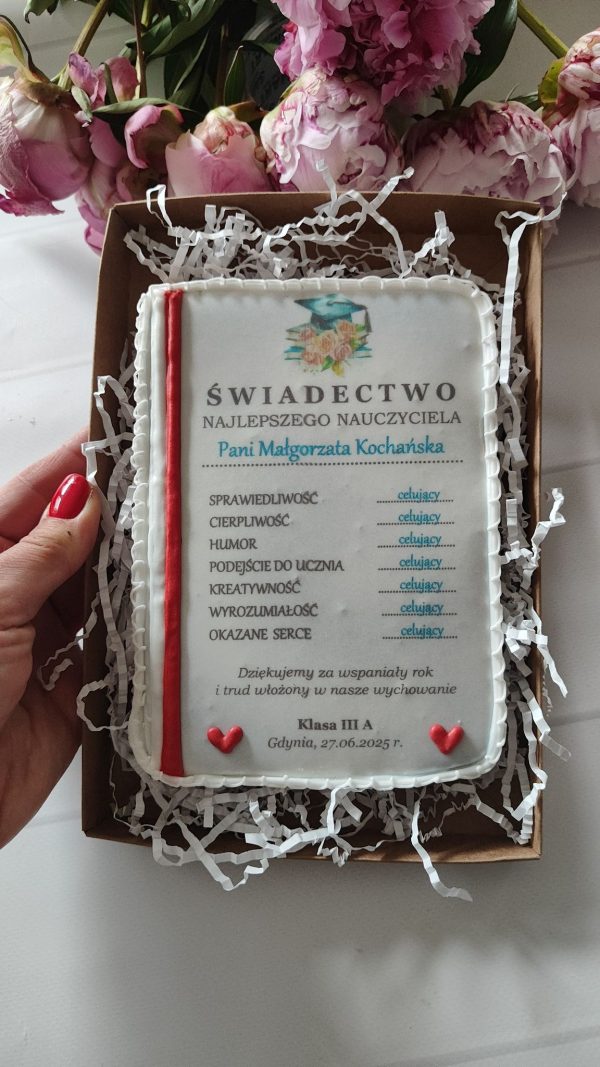 ŚWIADECTWO
NAJLEPSZEGO NAUCZYCIELA
Pani Małgorzata Kochańska
SPRAWIEDLIWOŚĆ celujący
CIERPLIWOŚĆ celujący
HUMOR celujący
PODEJŚCIE DO UCZNIA celujący
KREATYWNOŚĆ celujący
WYROZUMIAŁOŚĆ celujący
OKAZANE SERCE celujący
Dziękujemy za wspaniały rok
i trud włożony w nasze wychowanie
Klasa III A
Gdynia, 27.06.2025 r.